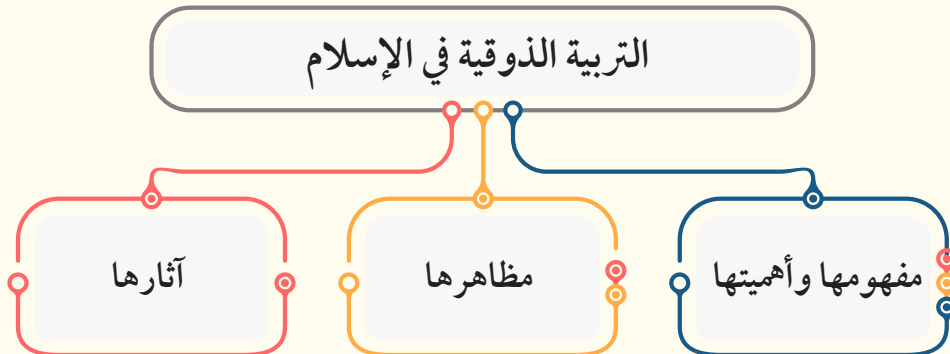 التربية الذوقية في الإسلام
مفهومها وأهميتها
مظاهرها
آثارها